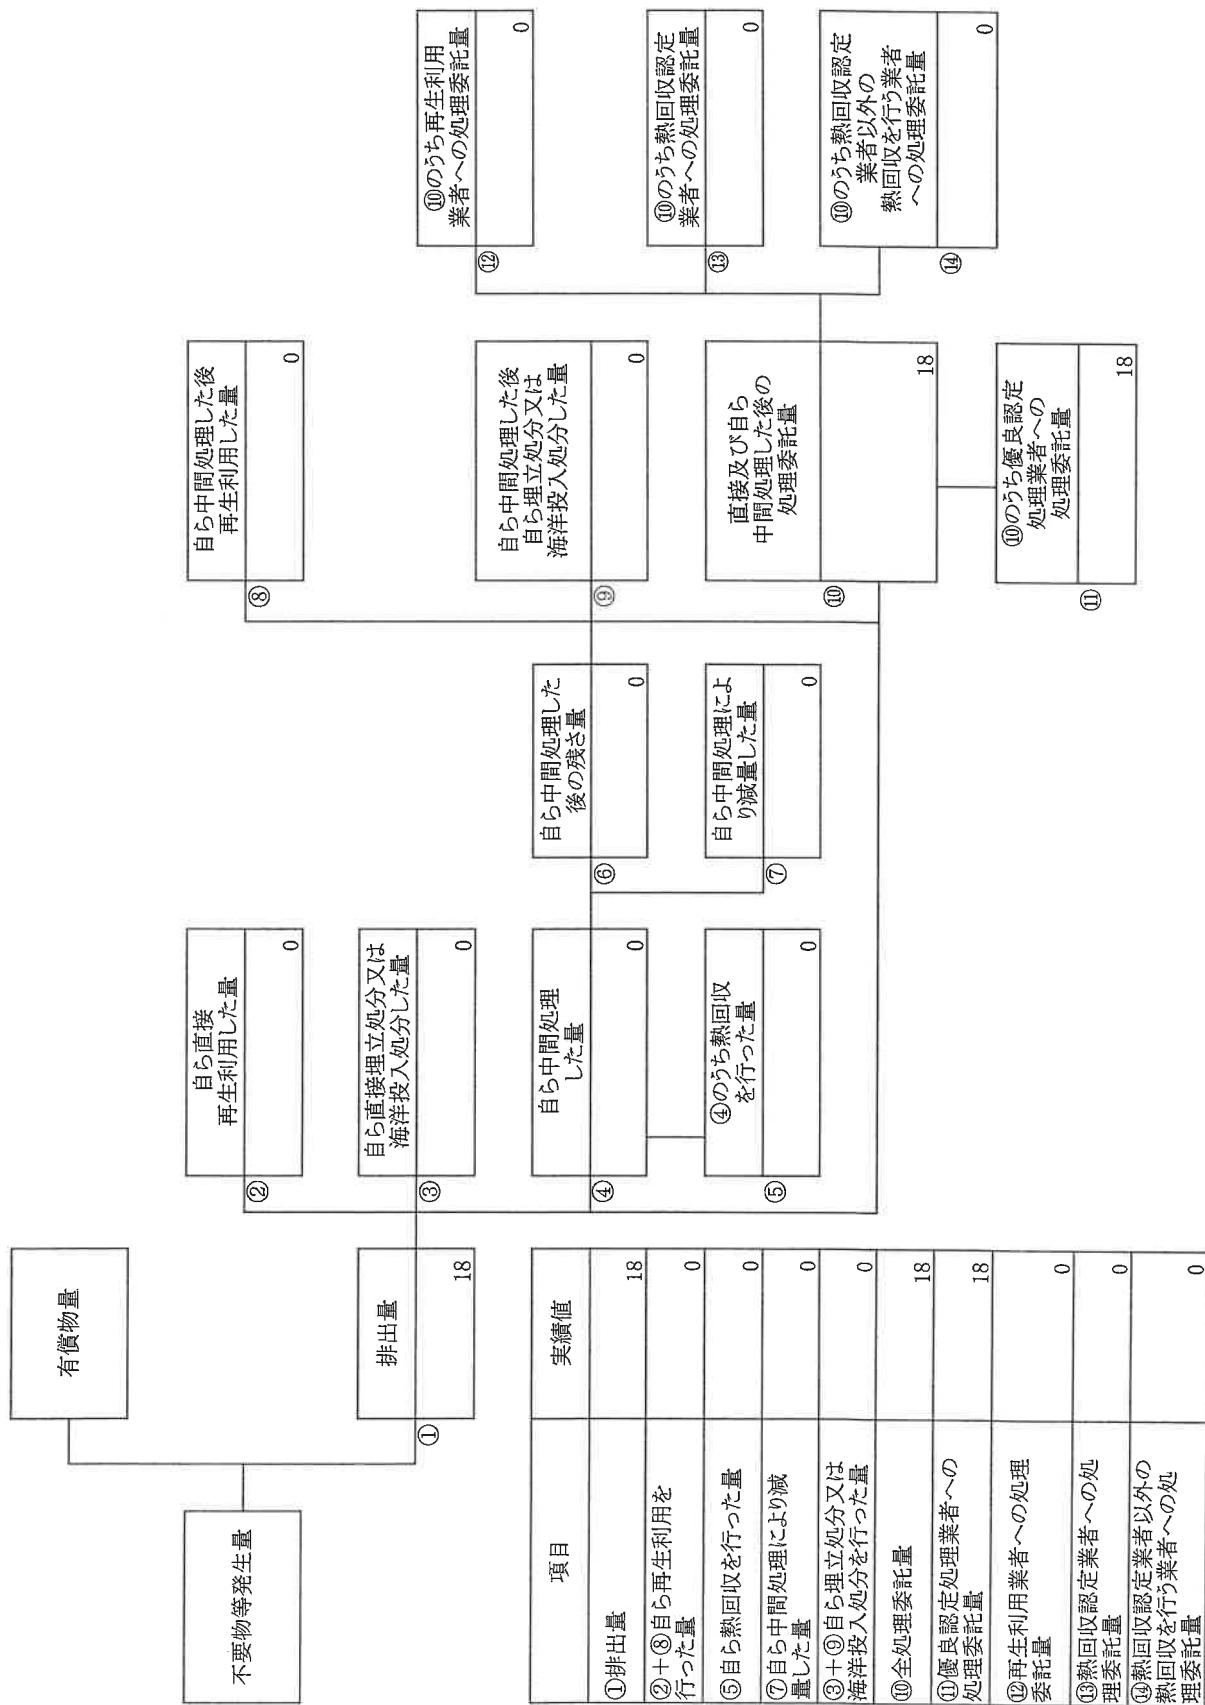 不要物等発生量
有償物量
①
排出量
18
②
自ら直接
再生利用した量
0
③
自ら直接埋立処分又は
海洋投入処分した量
0
④
自ら中間処理
した量
0
⑤
④のうち熱回収
を行った量
0
⑥
自ら中間処理した
後の残さ量
0
⑦
自ら中間処理によ
り減量した量
0
⑧
自ら中間処理した後
再生利用した量
0
⑨
自ら中間処理した後
自ら埋立処分又は
海洋投入処分した量
0
⑩
直接及び自ら
中間処理した後の
処理委託量
18
⑪
⑩のうち優良認定
処理業者への
処理委託量
18
⑫
⑩のうち再生利用
業者への処理委託量
0
⑬
⑩のうち熱回収認定
業者への処理委託量
0
⑭
⑩のうち熱回収認定
業者以外の
熱回収を行う業者
への処理委託量
0
項目
実績値
①排出量
18
②+⑧自ら再生利用を
行った量
0
⑤自ら熱回収を行った量
0
⑦自ら中間処理により減
量した量
0
③+⑨自ら埋立処分又は
海洋投入処分を行った量
0
⑩全処理委託量
18
⑪優良認定処理業者への
処理委託量
18
⑫再生利用業者への処理
委託量
0
⑬熱回収認定業者への処
理委託量
0
⑭熱回収認定業者以外の
熱回収を行う業者への処
理委託量
0